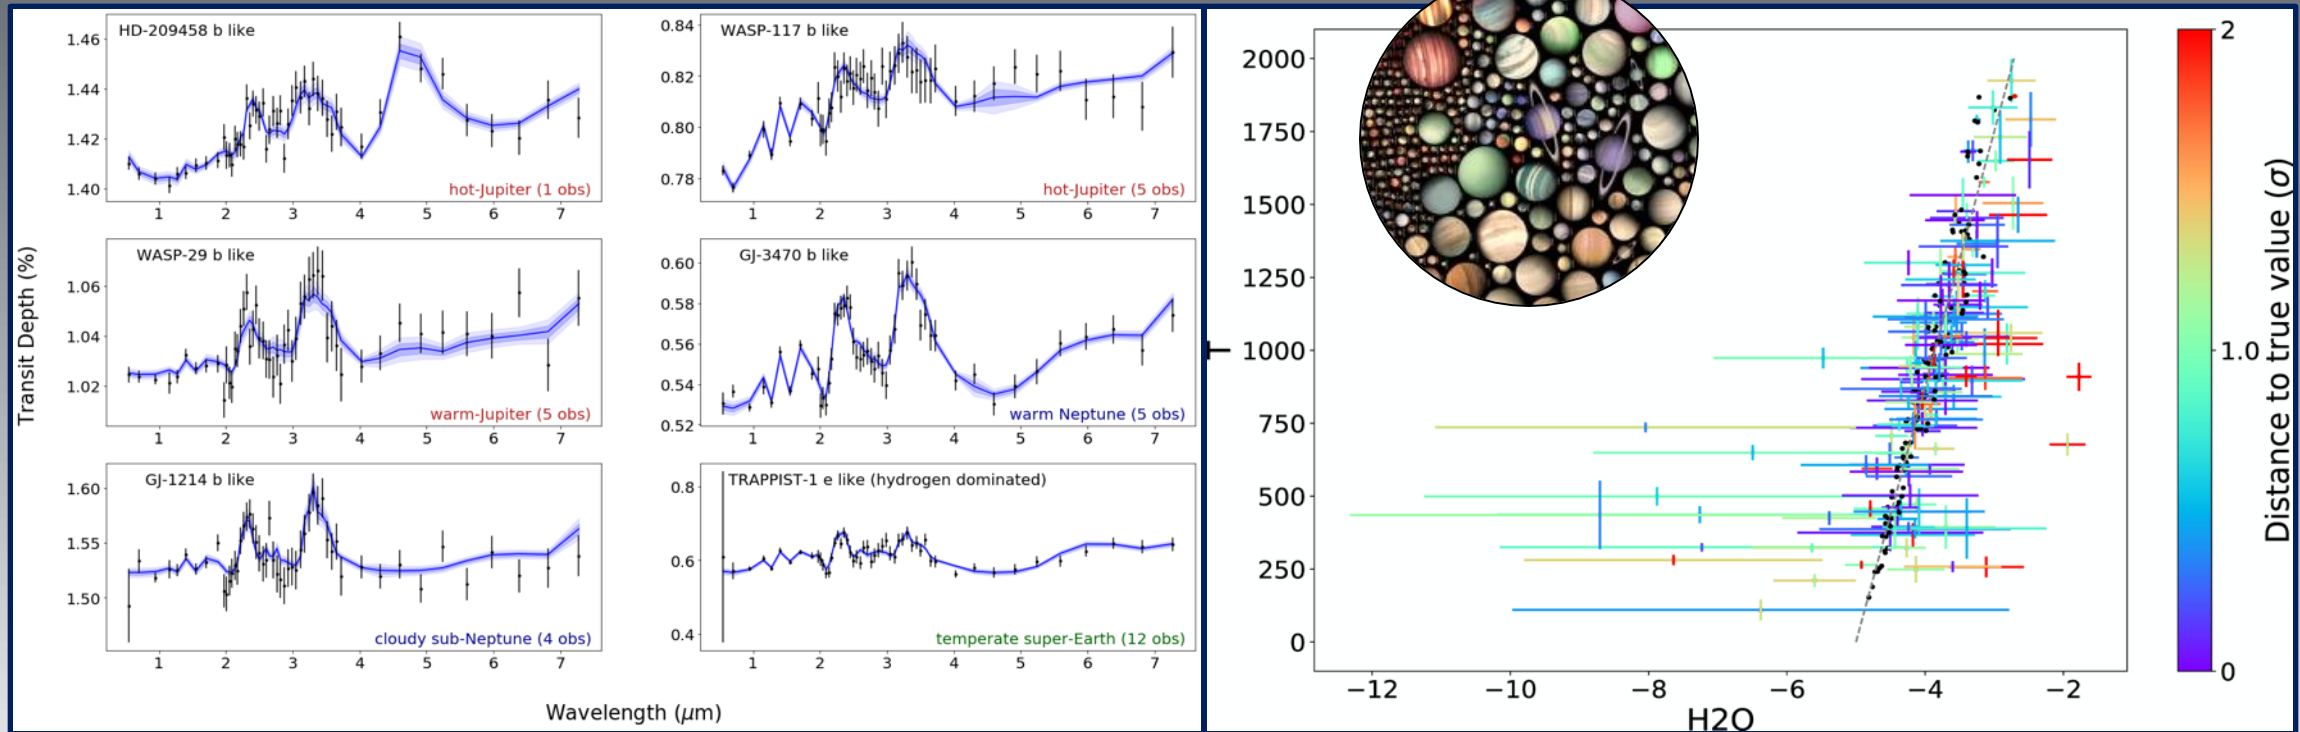 HD-209458 b like
1.46
1.44
1.42
1.40
hot-Jupiter (1 obs)
1 2 3 4 5 6 7
WASP-117 b like
0.84
0.82
0.80
0.78
hot-Jupiter (5 obs)
1 2 3 4 5 6 7
WASP-29 b like
1.06
1.04
1.02
warm-Jupiter (5 obs)
1 2 3 4 5 6 7
GJ-3470 b like
0.60
0.58
0.56
0.54
0.52
warm Neptune (5 obs)
1 2 3 4 5 6 7
GJ-1214 b like
1.60
1.55
1.50
cloudy sub-Neptune (4 obs)
1 2 3 4 5 6 7
TRAPPIST-1 e like (hydrogen dominated)
0.8
0.6
0.4
temperate super-Earth (12 obs)
1 2 3 4 5 6 7
Transit Depth (%)
Wavelength (μm)
2000
1750
1500
1250
1000
750
500
250
0
T
−12 −10 −8 −6 −4 −2
H2O
2
1.0
0
Distance to true value (σ)